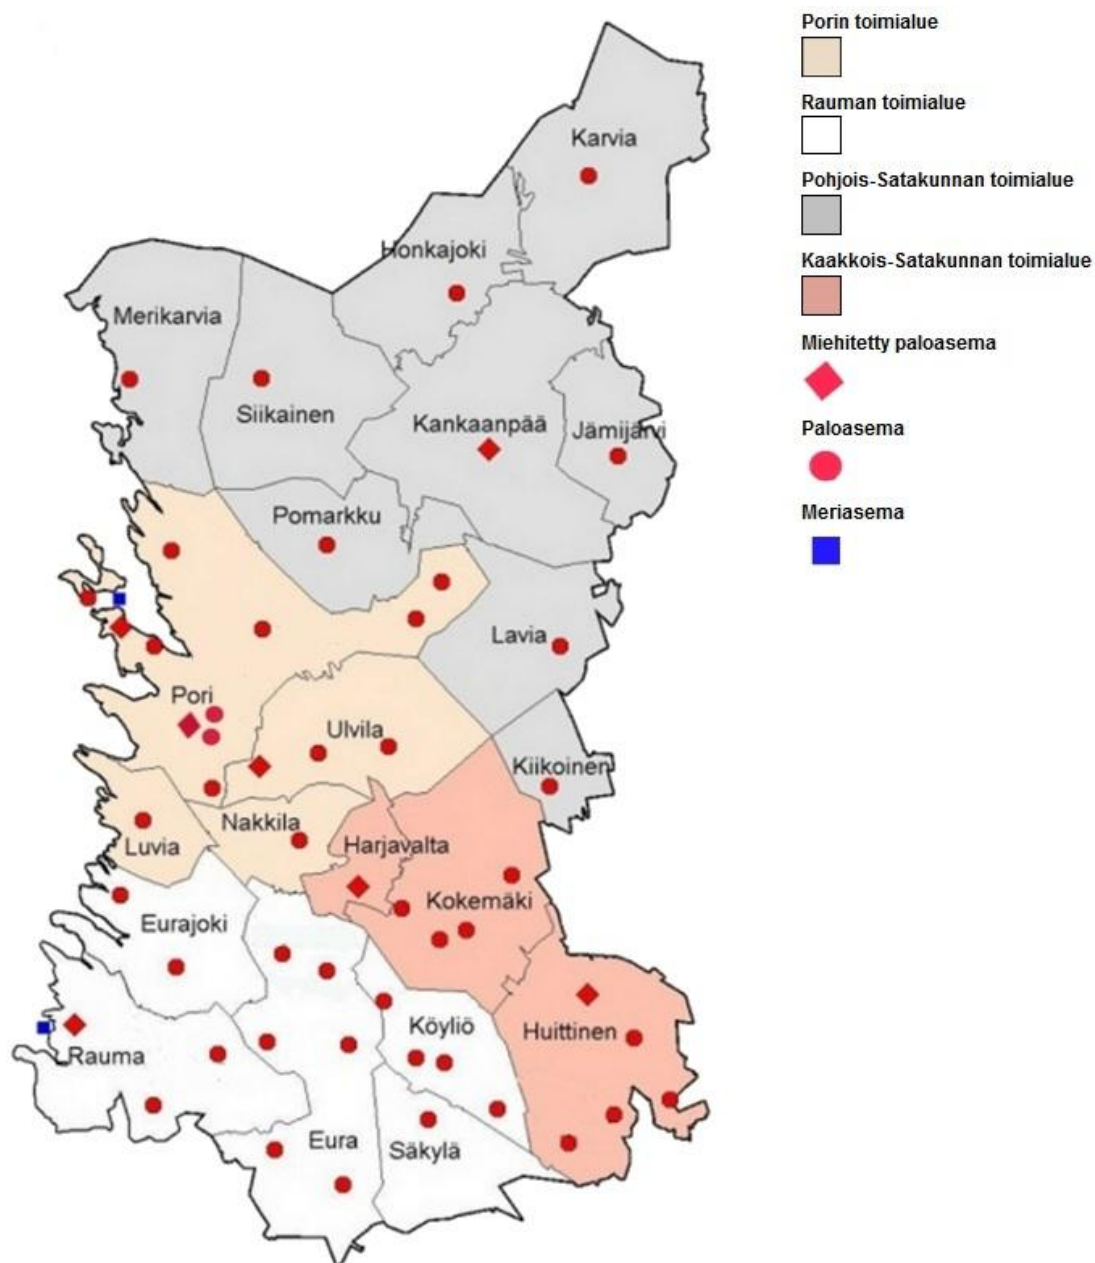 Porin toimialue
Rauman toimialue
Pohjois-Satakunnan toimialue
Kaakkois-Satakunnan toimialue
Miehitetty paloasema
Paloasema
Meriasema
Karvia
Honkajoki
Merikarvia
Siikainen
Kankaanpää
Jämijärvi
Pomarkku
Lavia
Pori
Ulvila
Kiikoinen
Nakkila
Luvia
Harjavalta
Kokemäki
Eurajoki
Köyliö
Huittinen
Rauma
Eura
Säkylä